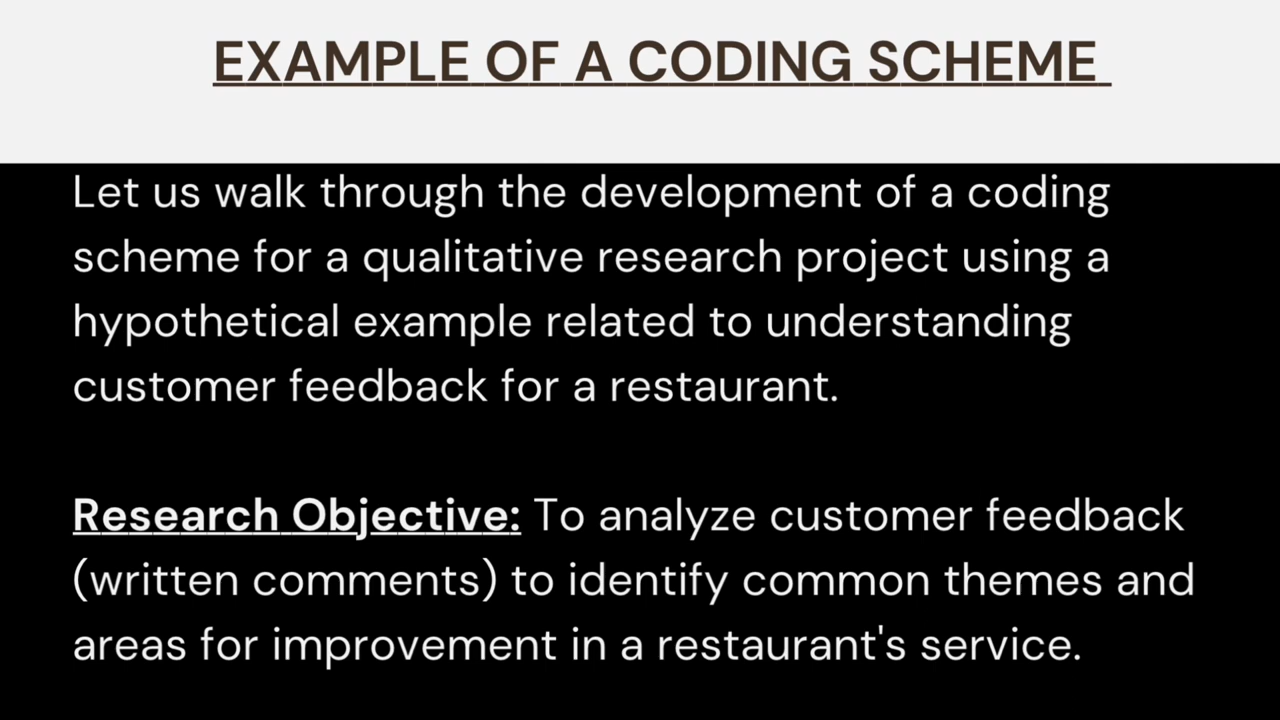 EXAMPLE OF A CODING SCHEME
Let us walk through the development of a coding
scheme for a qualitative research project using a
hypothetical example related to understanding
customer feedback for a restaurant.
Research Objective: To analyze customer feedback
(written comments) to identify common themes and
areas for improvement in a restaurant's service.